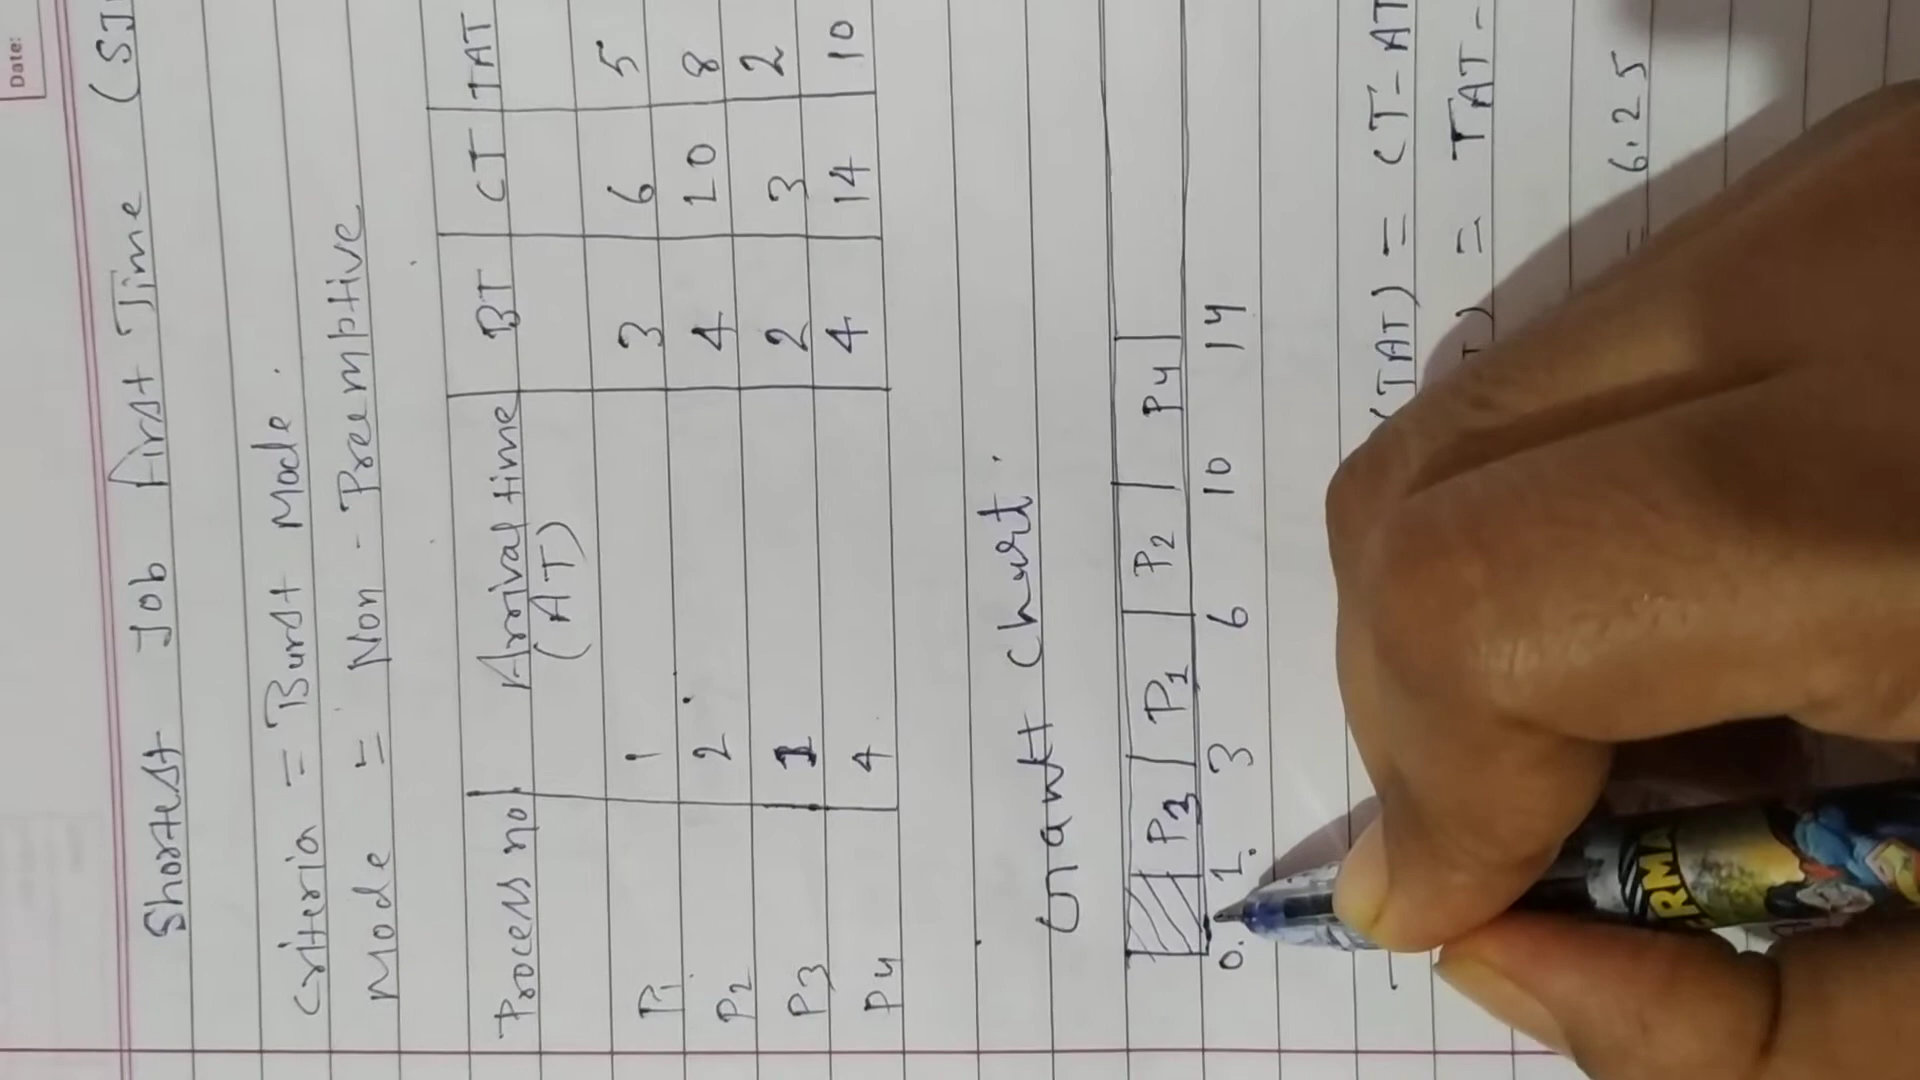 Date:
Shortest Job First Time (SJ
Criteria = Burst Mode.
Mode = Non-Preemptive
Process no Arrival time (AT) BT CT TAT
P1 1 3 6 5
P2 2 4 10 8
P3 1 2 3 2
P4 4 4 14 10
Gantt Chart.
P3 P1 P2 P4
0. 1. 3 6 10 14
(TAT) = CT-AT
) = TAT-
= 6.25
RMA